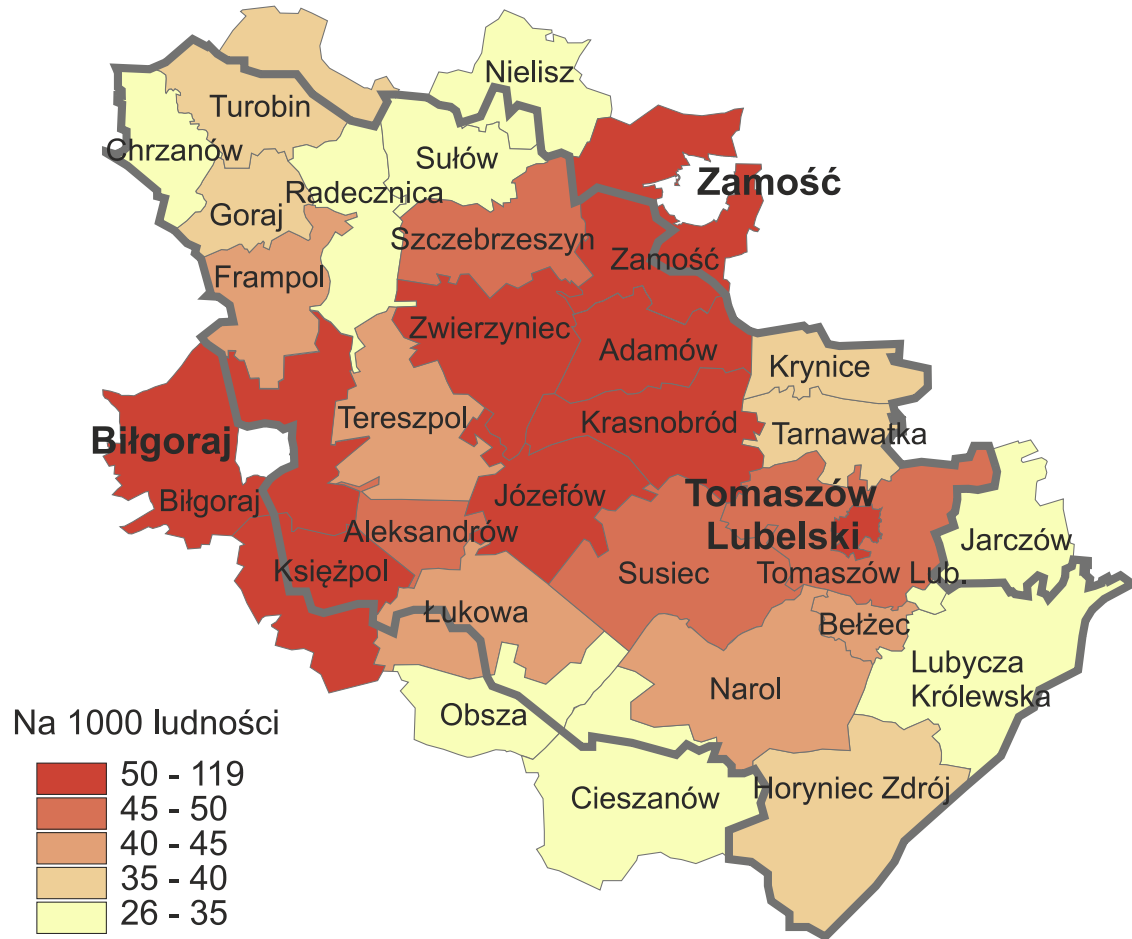 Nielisz
Turobin
Chrzanów
Sułów
Radecznica
Zamość
Goraj
Szczebrzeszyn
Zamość
Frampol
Zwierzyniec
Adamów
Krynice
Tereszpol
Krasnobród
Tarnawatka
Biłgoraj
Biłgoraj
Józefów
Tomaszów
Lubelski
Aleksandrów
Jarczów
Księżpol
Susiec
Tomaszów Lub.
Łukowa
Bełżec
Lubycza
Królewska
Narol
Obsza
Cieszanów
Horyniec Zdrój
Na 1000 ludności
50 - 119
45 - 50
40 - 45
35 - 40
26 - 35